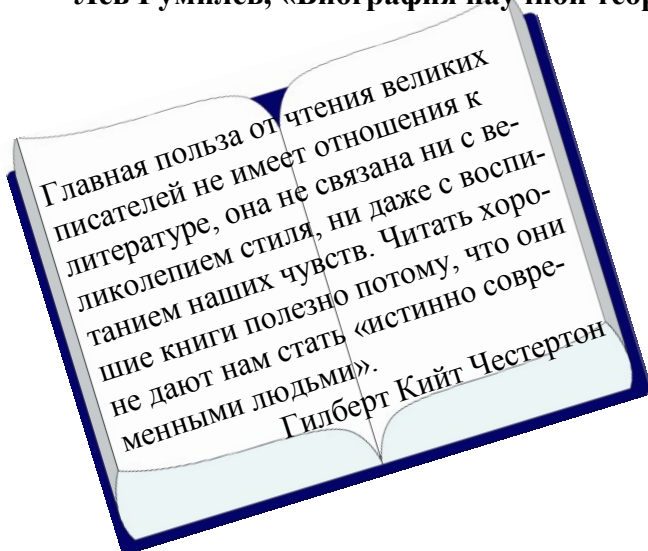 Лев Гумилев, «Биография научной теор
Главная польза от чтения великих
писателей не имеет отношения к
литературе, она не связана ни с ве-
ликолепием стиля, ни даже с воспи-
танием наших чувств. Читать хоро-
шие книги полезно потому, что они
не дают нам стать «истинно совре-
менными людьми».
Гилберт Кийт Честертон